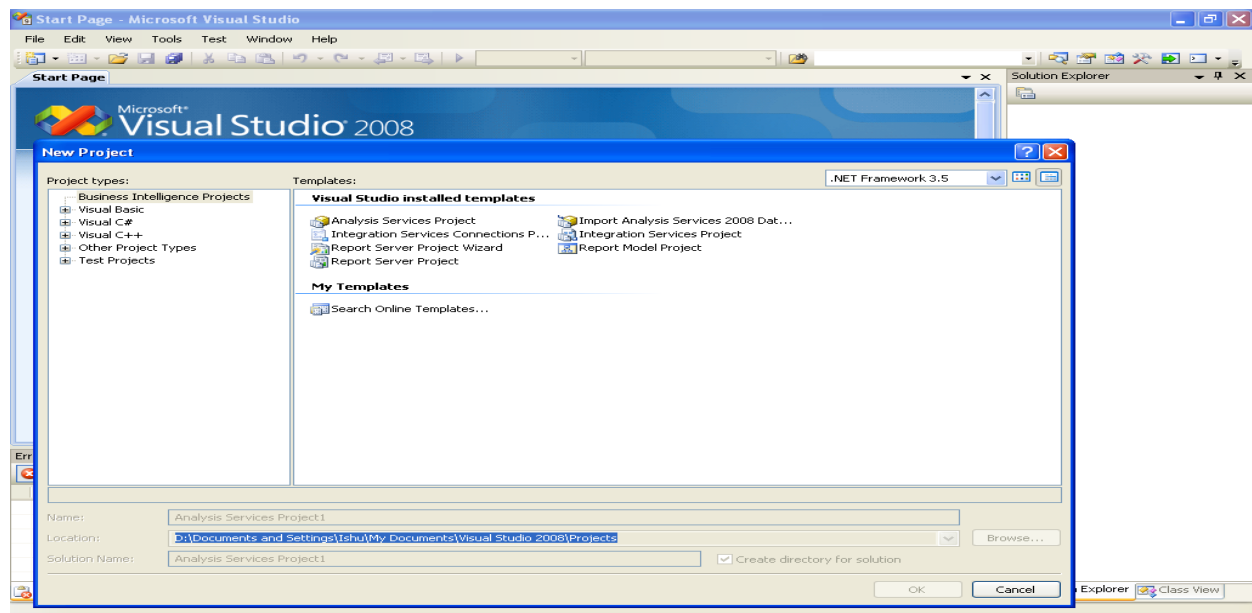 Start Page - Microsoft Visual Studio
File Edit View Tools Test Window Help
Start Page
Solution Explorer
Microsoft
Visual Studio 2008
New Project
Project types:
Templates:
.NET Framework 3.5
Business Intelligence Projects
Visual Basic
Visual C#
Visual C++
Other Project Types
Test Projects
Visual Studio installed templates
Analysis Services Project
Import Analysis Services 2008 Dat...
Integration Services Connections P...
Integration Services Project
Report Server Project Wizard
Report Model Project
Report Server Project
My Templates
Search Online Templates...
Err
Name: Analysis Services Project1
Location: D:\Documents and Settings\Ishu\My Documents\Visual Studio 2008\Projects
Browse...
Solution Name: Analysis Services Project1
Create directory for solution
OK Cancel
Explorer Class View